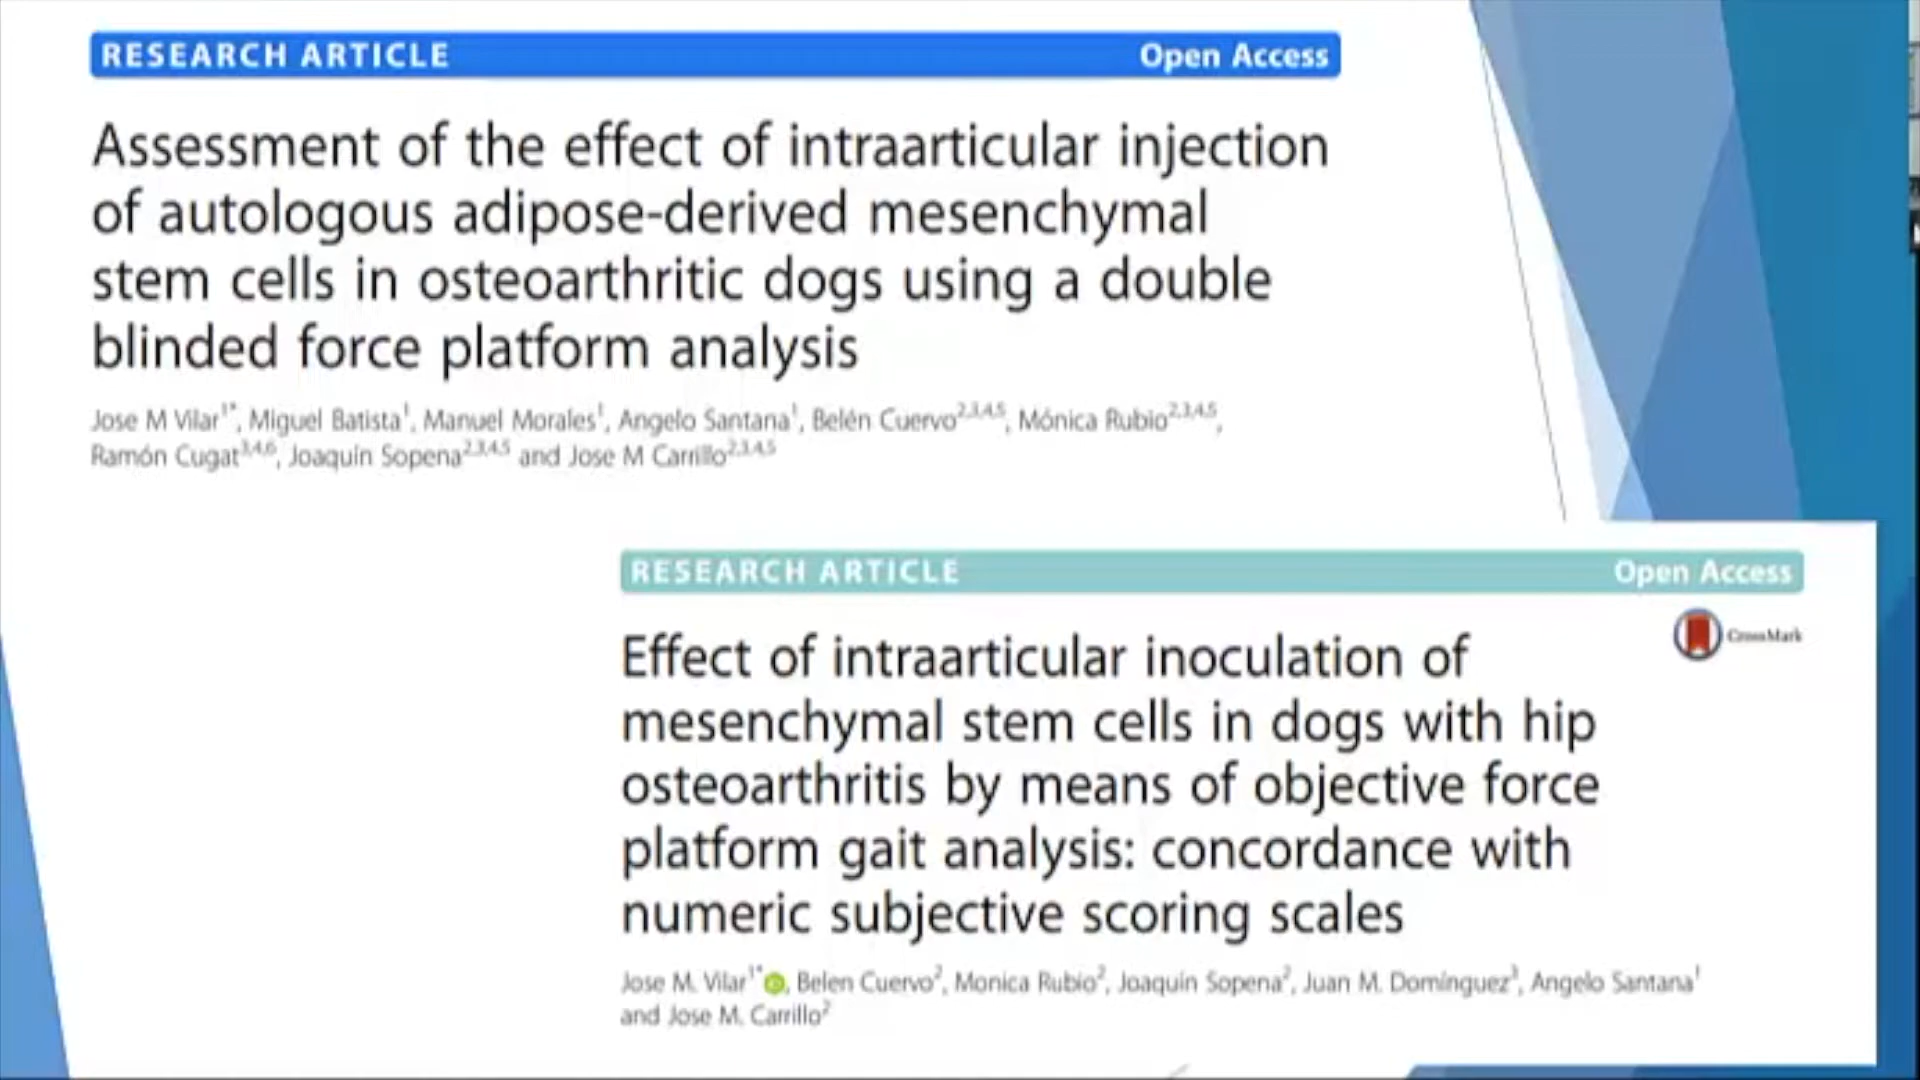 RESEARCH ARTICLE Open Access
Assessment of the effect of intraarticular injection
of autologous adipose-derived mesenchymal
stem cells in osteoarthritic dogs using a double
blinded force platform analysis
Jose M Vilar1*, Miguel Batista1, Manuel Morales1, Angelo Santana1, Belén Cuervo2,3,4,5, Mónica Rubio2,3,4,5,
Ramón Cugat3,4,6, Joaquín Sopena2,3,4,5 and Jose M Carrillo2,3,4,5
RESEARCH ARTICLE Open Access
CrossMark
Effect of intraarticular inoculation of
mesenchymal stem cells in dogs with hip
osteoarthritis by means of objective force
platform gait analysis: concordance with
numeric subjective scoring scales
Jose M. Vilar1* iD, Belen Cuervo2, Monica Rubio2, Joaquín Sopena2, Juan M. Domínguez3, Angelo Santana1
and Jose M. Carrillo2